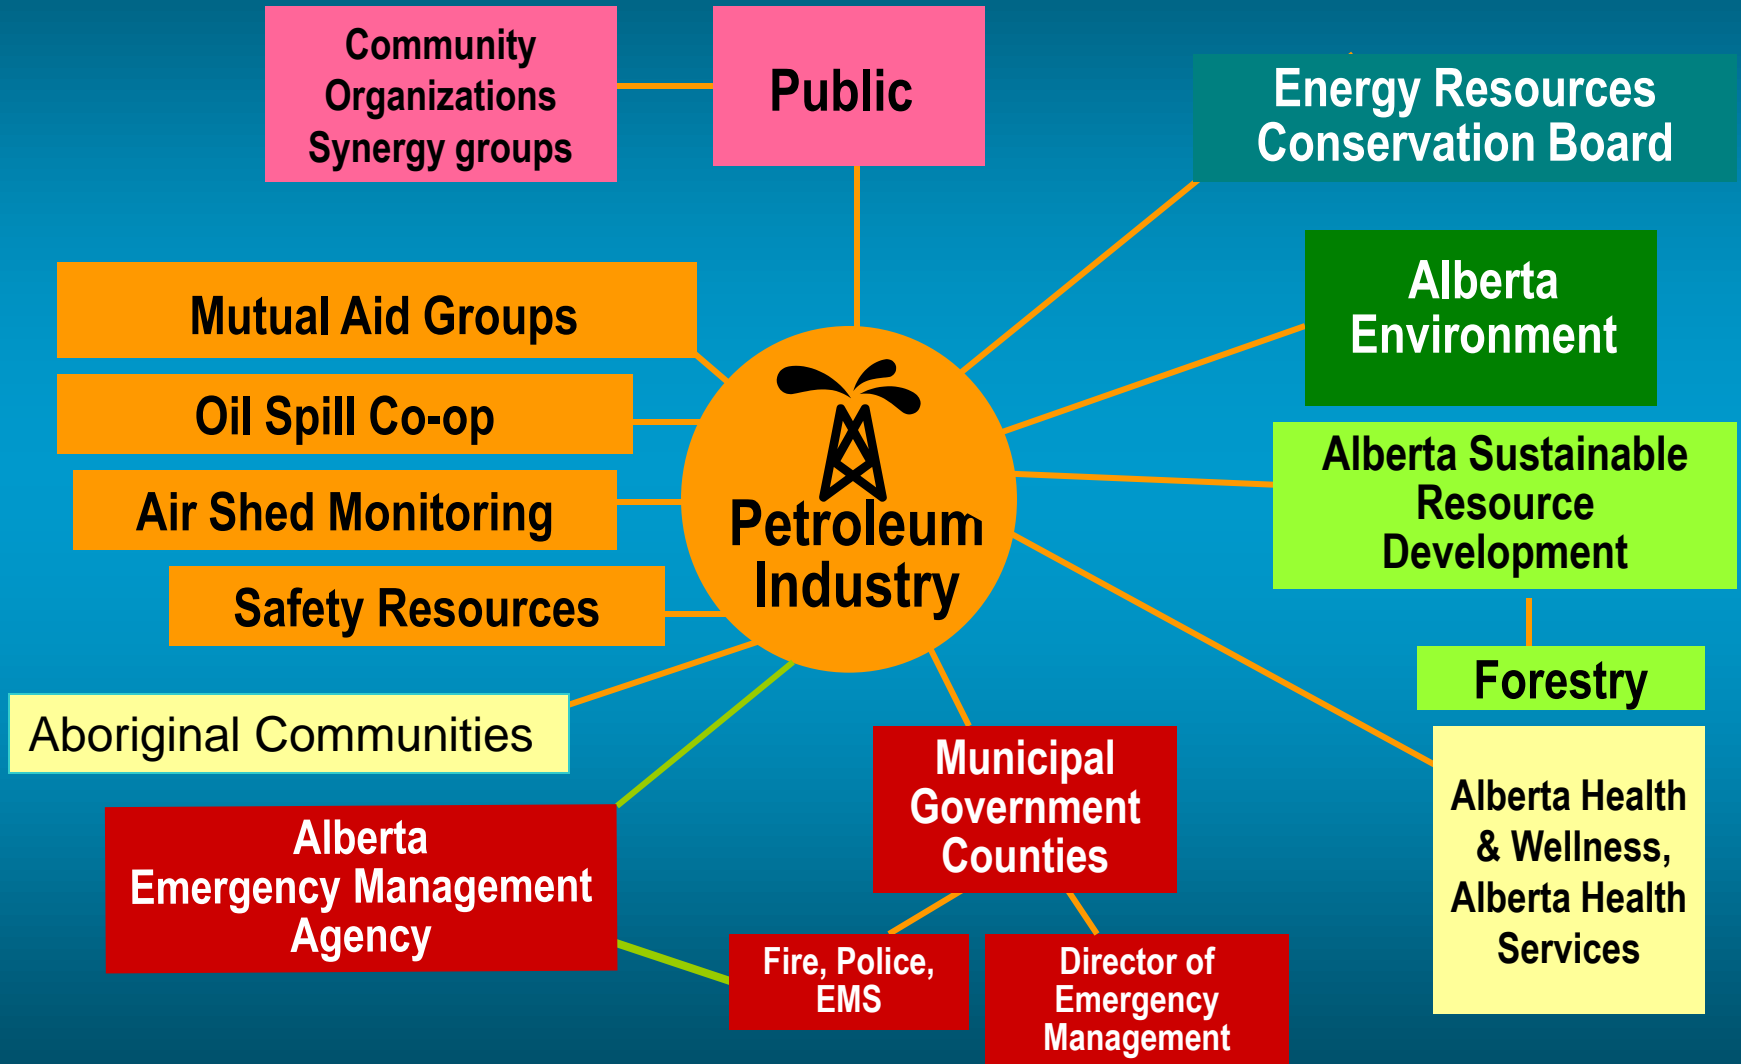 Community
Organizations
Synergy groups
Public
Energy Resources
Conservation Board
Mutual Aid Groups
Alberta
Environment
Oil Spill Co-op
Alberta Sustainable
Resource
Development
Air Shed Monitoring
Petroleum
Industry
Safety Resources
Forestry
Aboriginal Communities
Municipal
Government
Counties
Alberta Health
& Wellness,
Alberta Health
Services
Alberta
Emergency Management
Agency
Fire, Police,
EMS
Director of
Emergency
Management